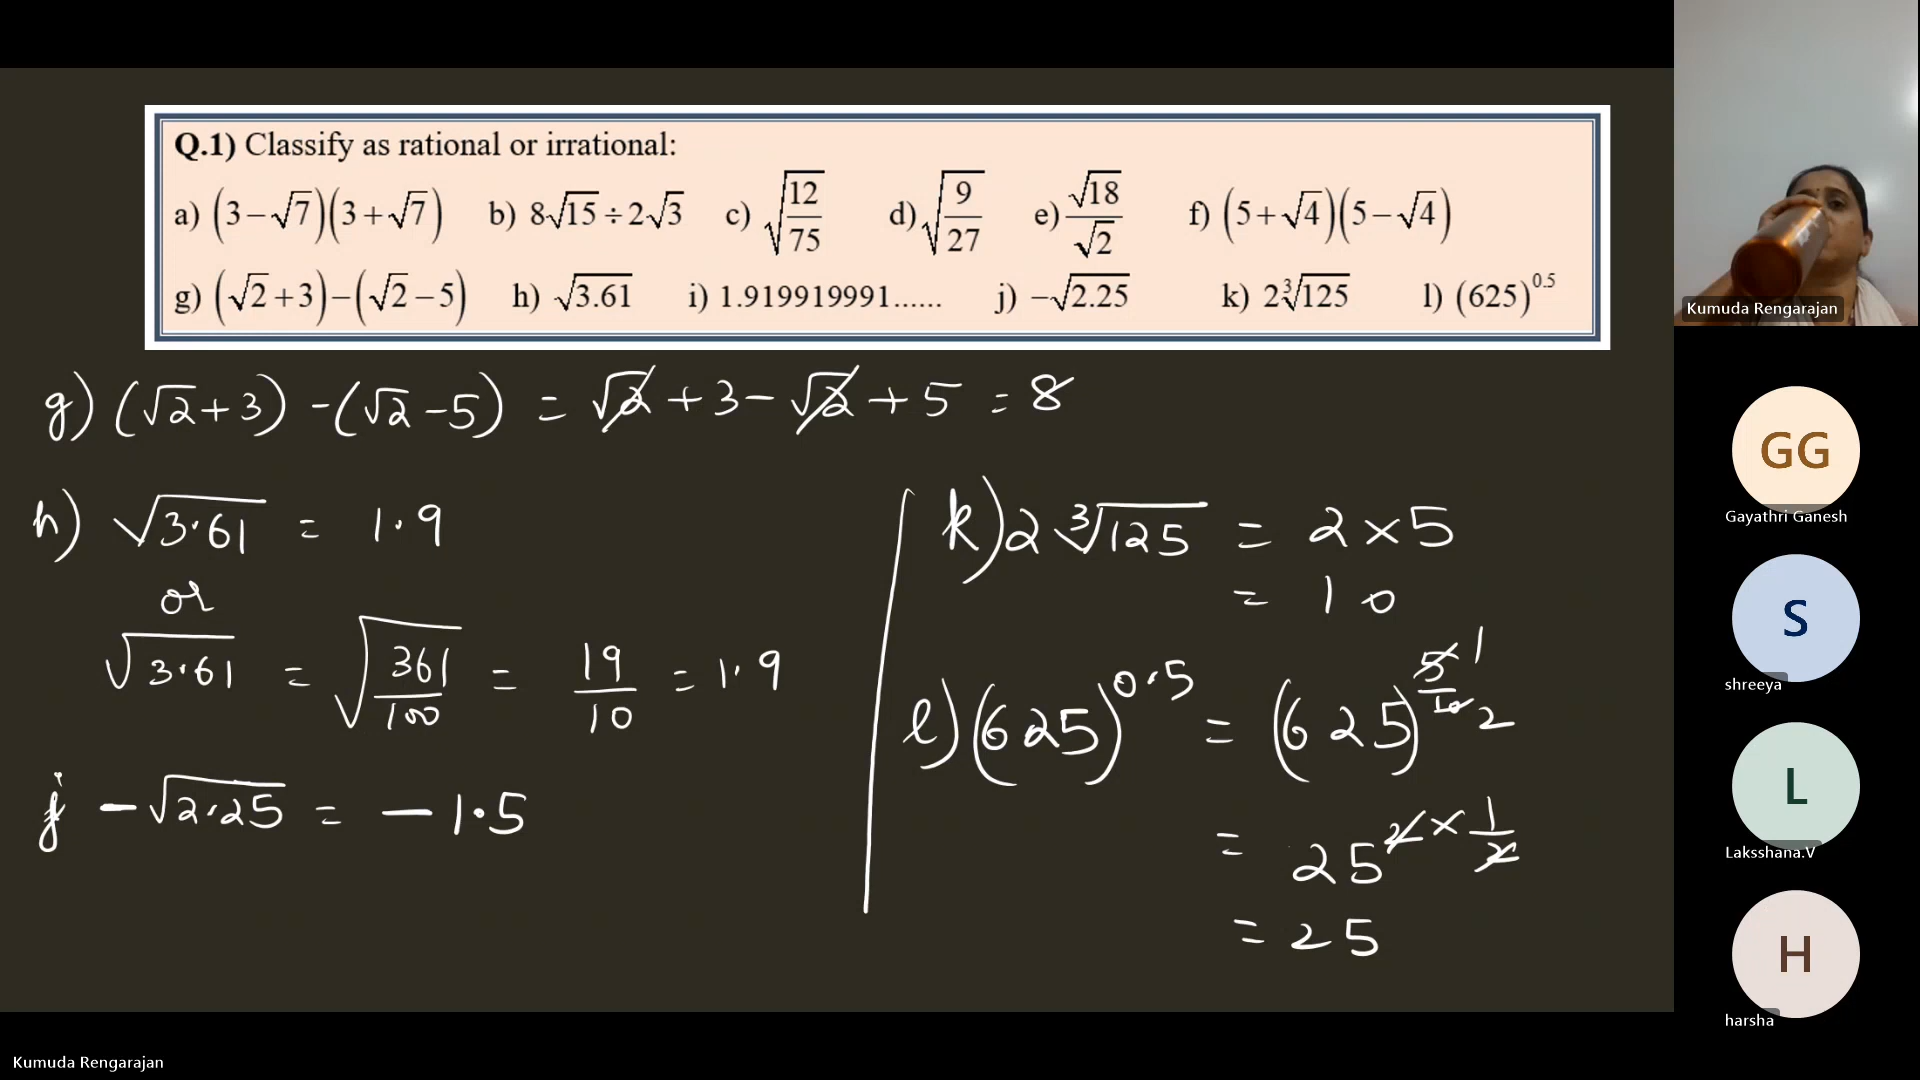 Q.1) Classify as rational or irrational:
a) (3−√7)(3+√7) b) 8√15÷2√3 c) √(12/75) d) √(9/27) e) √18/√2 f) (5+√4)(5−√4)
g) (√2+3)−(√2−5) h) √3.61 i) 1.919919991...... j) −√2.25 k) 2∛125 l) (625)^0.5
g) (√2+3) -(√2-5) = √2 + 3 - √2 + 5 = 8
h) √3.61 = 1.9
or
√3.61 = √(361/100) = 19/10 = 1.9
j - √2.25 = - 1.5
k) 2 ∛125 = 2 × 5
= 10
l) (625)^0.5 = (625)^(5/10) 1 2
= 25^(2 × 1/2)
= 25
Kumuda Rengarajan
GG
Gayathri Ganesh
S
shreeya
L
Laksshana.V
H
harsha
Kumuda Rengarajan